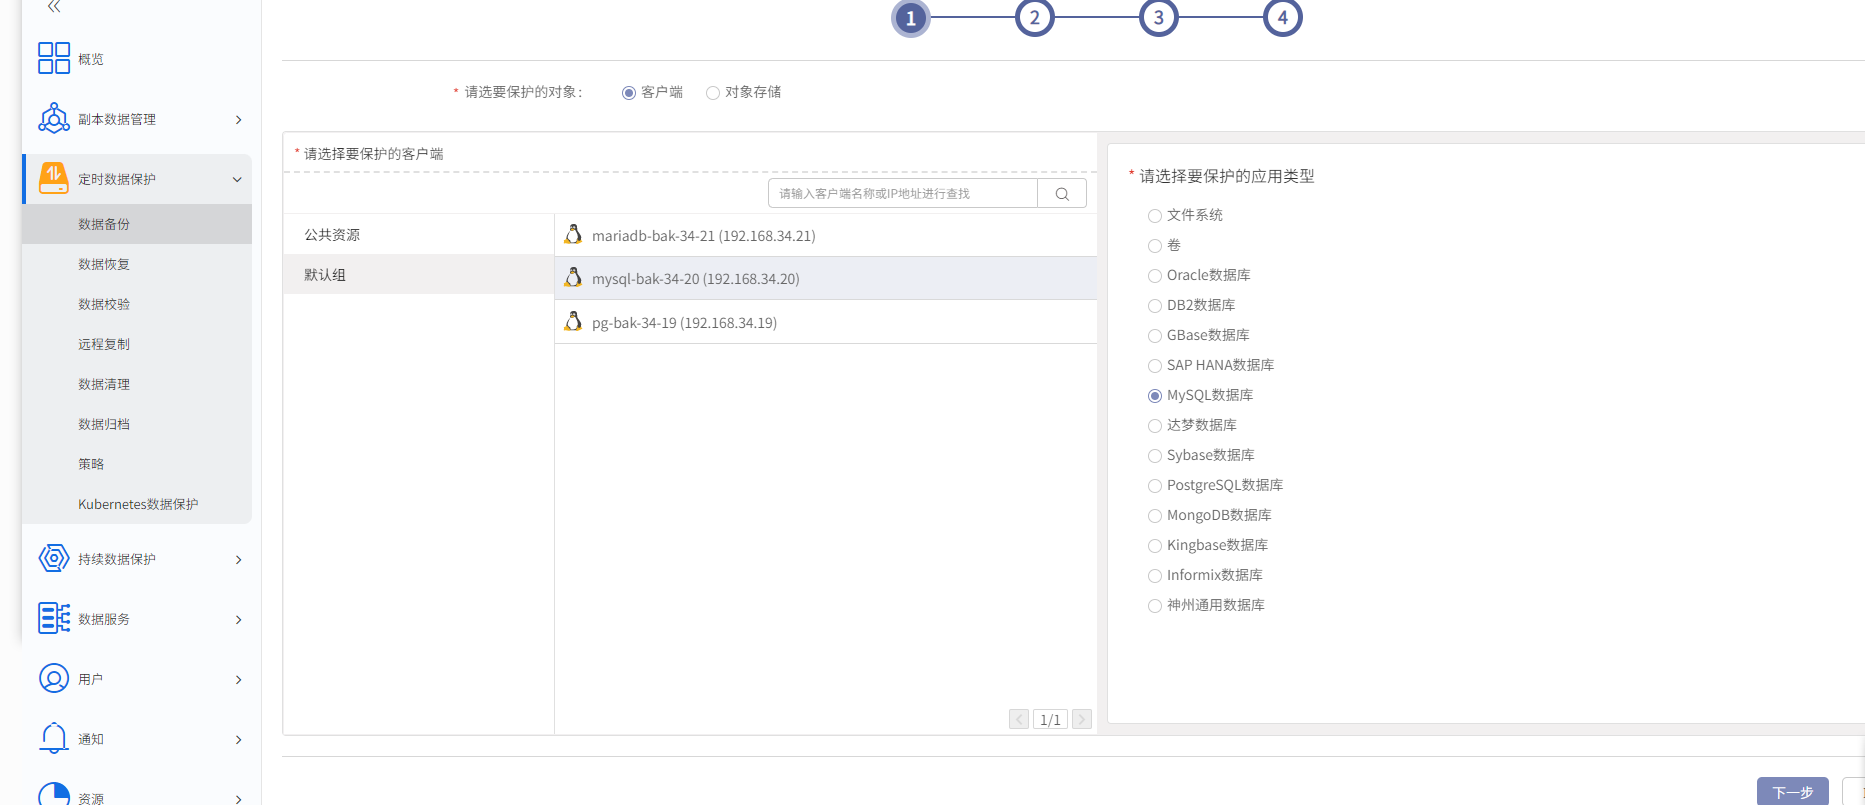 概览
副本数据管理
定时数据保护
数据备份
数据恢复
数据校验
远程复制
数据清理
数据归档
策略
Kubernetes数据保护
持续数据保护
数据服务
用户
通知
资源
1 2 3 4
* 请选要保护的对象: 客户端 对象存储
* 请选择要保护的客户端
请输入客户端名称或IP地址进行查找
公共资源
默认组
mariadb-bak-34-21 (192.168.34.21)
mysql-bak-34-20 (192.168.34.20)
pg-bak-34-19 (192.168.34.19)
1/1
* 请选择要保护的应用类型
文件系统
卷
Oracle数据库
DB2数据库
GBase数据库
SAP HANA数据库
MySQL数据库
达梦数据库
Sybase数据库
PostgreSQL数据库
MongoDB数据库
Kingbase数据库
Informix数据库
神州通用数据库
下一步